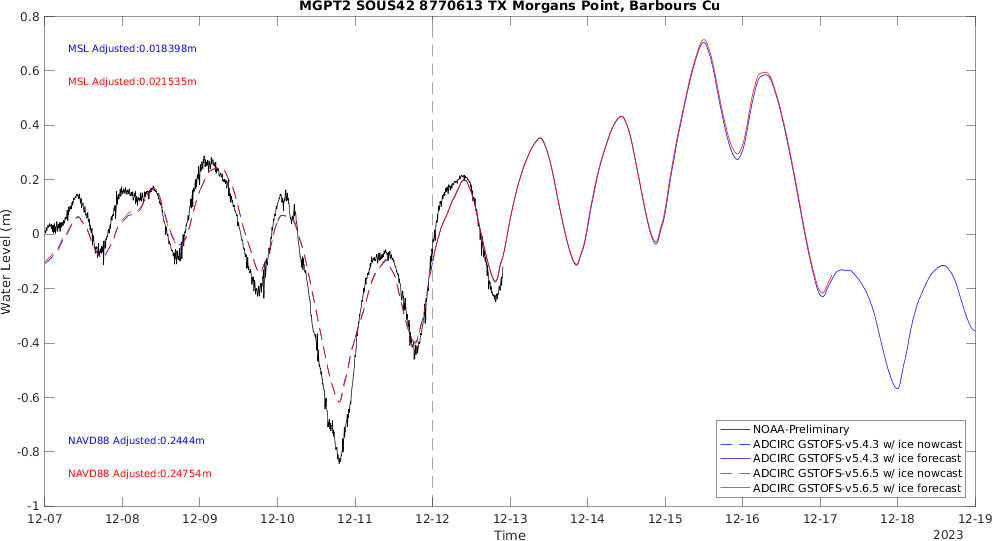 MGPT2 SOUS42 8770613 TX Morgans Point, Barbours Cu
MSL Adjusted:0.018398m
MSL Adjusted:0.021535m
NAVD88 Adjusted:0.2444m
NAVD88 Adjusted:0.24754m
Water Level (m)
0.8
0.6
0.4
0.2
0
-0.2
-0.4
-0.6
-0.8
-1
NOAA-Preliminary
ADCIRC GSTOFS-v5.4.3 w/ ice nowcast
ADCIRC GSTOFS-v5.4.3 w/ ice forecast
ADCIRC GSTOFS-v5.6.5 w/ ice nowcast
ADCIRC GSTOFS-v5.6.5 w/ ice forecast
12-07 12-08 12-09 12-10 12-11 12-12 12-13 12-14 12-15 12-16 12-17 12-18 12-19
Time
2023